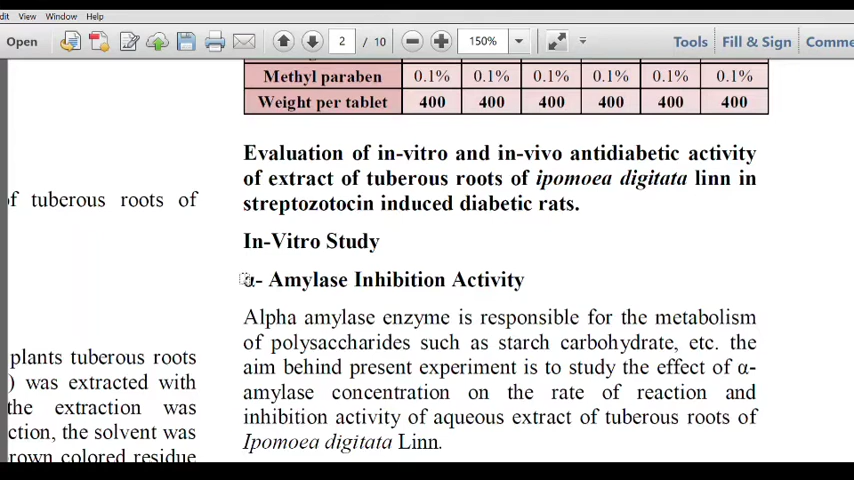 dit View Window Help
Open 2 / 10 150% Tools Fill & Sign Comme
Methyl paraben 0.1% 0.1% 0.1% 0.1% 0.1% 0.1%
Weight per tablet 400 400 400 400 400 400
of tuberous roots of
plants tuberous roots
) was extracted with
the extraction was
ction, the solvent was
rown colored residue
Evaluation of in-vitro and in-vivo antidiabetic activity
of extract of tuberous roots of ipomoea digitata linn in
streptozotocin induced diabetic rats.
In-Vitro Study
α- Amylase Inhibition Activity
Alpha amylase enzyme is responsible for the metabolism
of polysaccharides such as starch carbohydrate, etc. the
aim behind present experiment is to study the effect of α-
amylase concentration on the rate of reaction and
inhibition activity of aqueous extract of tuberous roots of
Ipomoea digitata Linn.